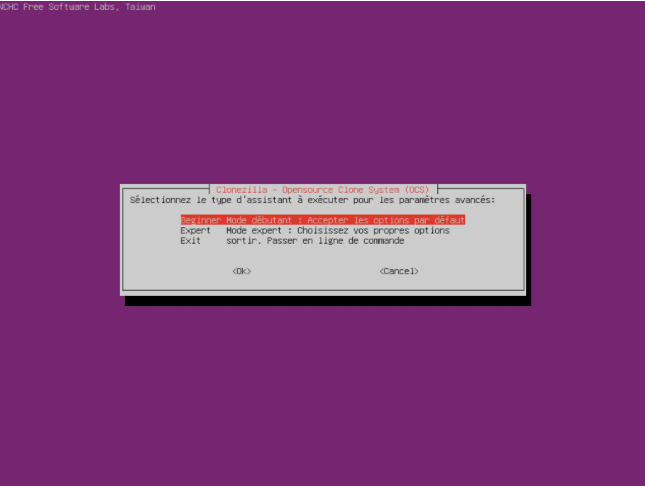 NCHC Free Software Labs, Taiwan
Clonezilla - Opensource Clone System (OCS)
Sélectionnez le type d'assistant à exécuter pour les paramètres avancés:
Beginner Mode débutant : Accepter les options par défaut
Expert Mode expert : Choisissez vos propres options
Exit sortir. Passer en ligne de commande
<Ok> <Cancel>